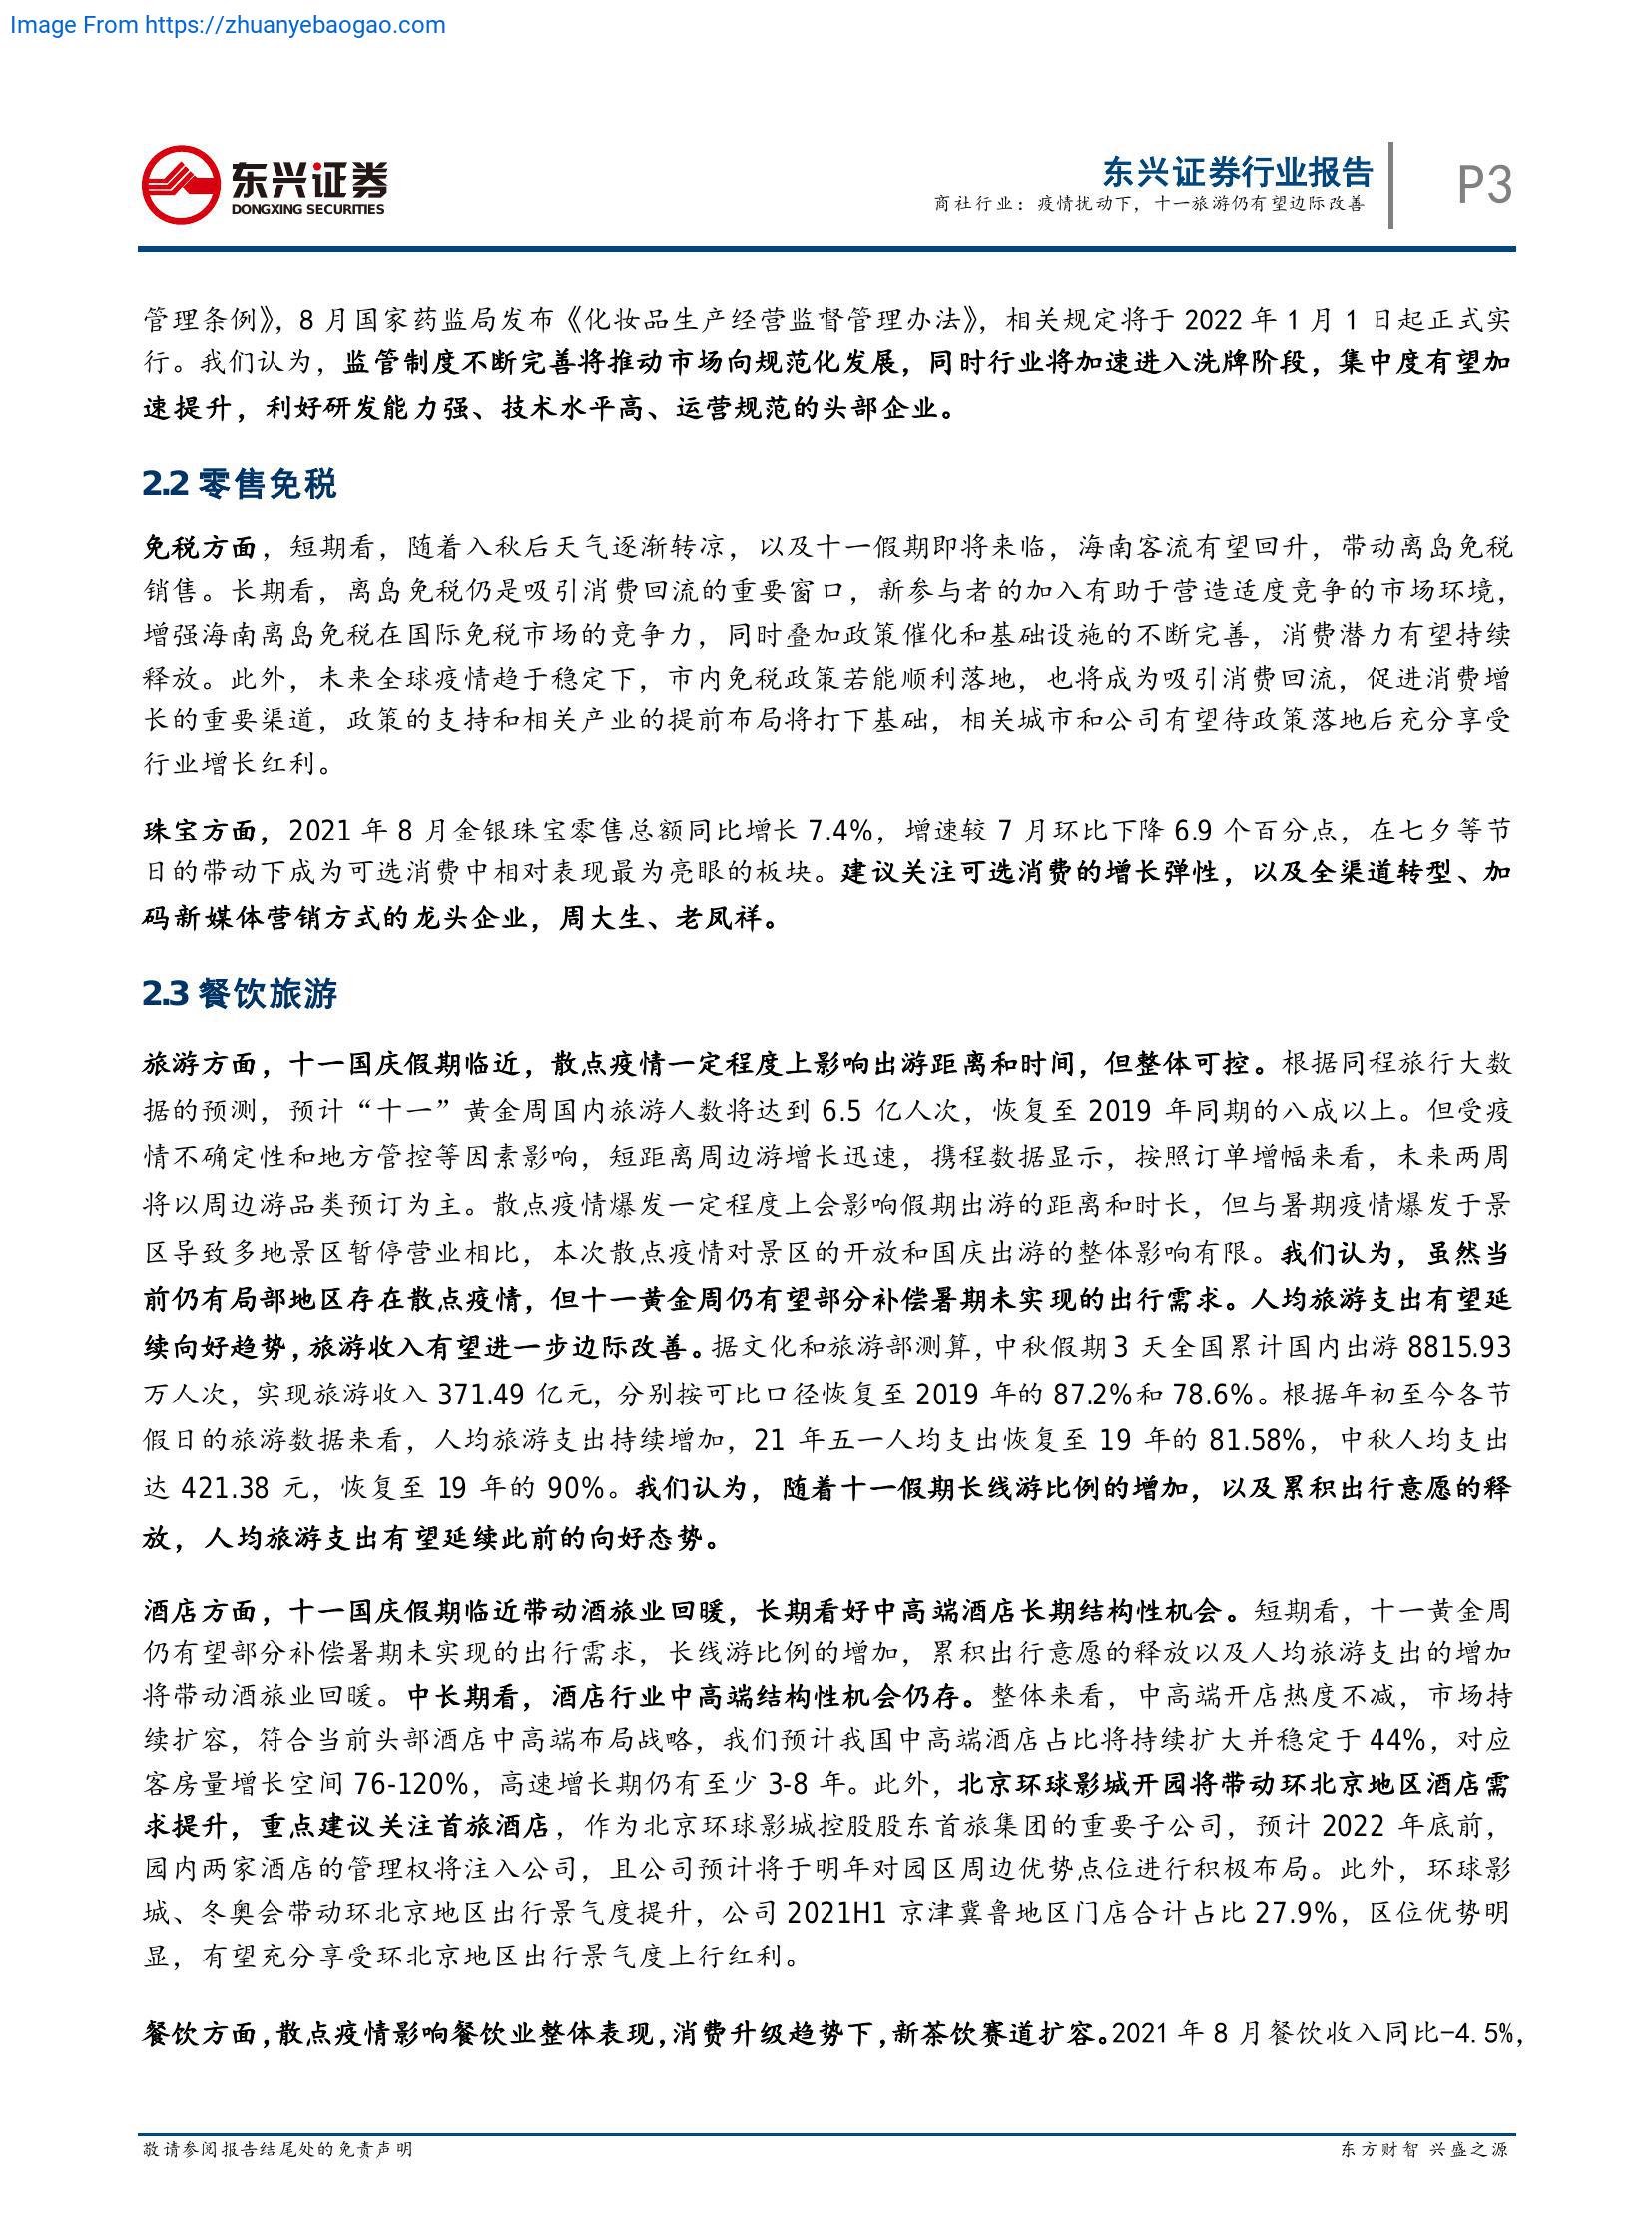 Image From https://zhuanyebaogao.com
东兴证券
DONGXING SECURITIES
东兴证券行业报告
商社行业：疫情扰动下，十一旅游仍有望边际改善
P3
管理条例》，8 月国家药监局发布《化妆品生产经营监督管理办法》，相关规定将于 2022 年 1 月 1 日起正式实
行。我们认为，监管制度不断完善将推动市场向规范化发展，同时行业将加速进入洗牌阶段，集中度有望加
速提升，利好研发能力强、技术水平高、运营规范的头部企业。
2.2 零售免税
免税方面，短期看，随着入秋后天气逐渐转凉，以及十一假期即将来临，海南客流有望回升，带动离岛免税
销售。长期看，离岛免税仍是吸引消费回流的重要窗口，新参与者的加入有助于营造适度竞争的市场环境，
增强海南离岛免税在国际免税市场的竞争力，同时叠加政策催化和基础设施的不断完善，消费潜力有望持续
释放。此外，未来全球疫情趋于稳定下，市内免税政策若能顺利落地，也将成为吸引消费回流，促进消费增
长的重要渠道，政策的支持和相关产业的提前布局将打下基础，相关城市和公司有望待政策落地后充分享受
行业增长红利。
珠宝方面，2021 年 8 月金银珠宝零售总额同比增长 7.4%，增速较 7 月环比下降 6.9 个百分点，在七夕等节
日的带动下成为可选消费中相对表现最为亮眼的板块。建议关注可选消费的增长弹性，以及全渠道转型、加
码新媒体营销方式的龙头企业，周大生、老凤祥。
2.3 餐饮旅游
旅游方面，十一国庆假期临近，散点疫情一定程度上影响出游距离和时间，但整体可控。根据同程旅行大数
据的预测，预计“十一”黄金周国内旅游人数将达到 6.5 亿人次，恢复至 2019 年同期的八成以上。但受疫
情不确定性和地方管控等因素影响，短距离周边游增长迅速，携程数据显示，按照订单增幅来看，未来两周
将以周边游品类预订为主。散点疫情爆发一定程度上会影响假期出游的距离和时长，但与暑期疫情爆发于景
区导致多地景区暂停营业相比，本次散点疫情对景区的开放和国庆出游的整体影响有限。我们认为，虽然当
前仍有局部地区存在散点疫情，但十一黄金周仍有望部分补偿暑期未实现的出行需求。人均旅游支出有望延
续向好趋势，旅游收入有望进一步边际改善。据文化和旅游部测算，中秋假期 3 天全国累计国内出游 8815.93
万人次，实现旅游收入 371.49 亿元，分别按可比口径恢复至 2019 年的 87.2%和 78.6%。根据年初至今各节
假日的旅游数据来看，人均旅游支出持续增加，21 年五一人均支出恢复至 19 年的 81.58%，中秋人均支出
达 421.38 元，恢复至 19 年的 90%。我们认为，随着十一假期长线游比例的增加，以及累积出行意愿的释
放，人均旅游支出有望延续此前的向好态势。
酒店方面，十一国庆假期临近带动酒旅业回暖，长期看好中高端酒店长期结构性机会。短期看，十一黄金周
仍有望部分补偿暑期未实现的出行需求，长线游比例的增加，累积出行意愿的释放以及人均旅游支出的增加
将带动酒旅业回暖。中长期看，酒店行业中高端结构性机会仍存。整体来看，中高端开店热度不减，市场持
续扩容，符合当前头部酒店中高端布局战略，我们预计我国中高端酒店占比将持续扩大并稳定于 44%，对应
客房量增长空间 76-120%，高速增长期仍有至少 3-8 年。此外，北京环球影城开园将带动环北京地区酒店需
求提升，重点建议关注首旅酒店，作为北京环球影城控股股东首旅集团的重要子公司，预计 2022 年底前，
园内两家酒店的管理权将注入公司，且公司预计将于明年对园区周边优势点位进行积极布局。此外，环球影
城、冬奥会带动环北京地区出行景气度提升，公司 2021H1 京津冀鲁地区门店合计占比 27.9%，区位优势明
显，有望充分享受环北京地区出行景气度上行红利。
餐饮方面，散点疫情影响餐饮业整体表现，消费升级趋势下，新茶饮赛道扩容。2021 年 8 月餐饮收入同比-4.5%，
敬请参阅报告结尾处的免责声明
东方财智 兴盛之源